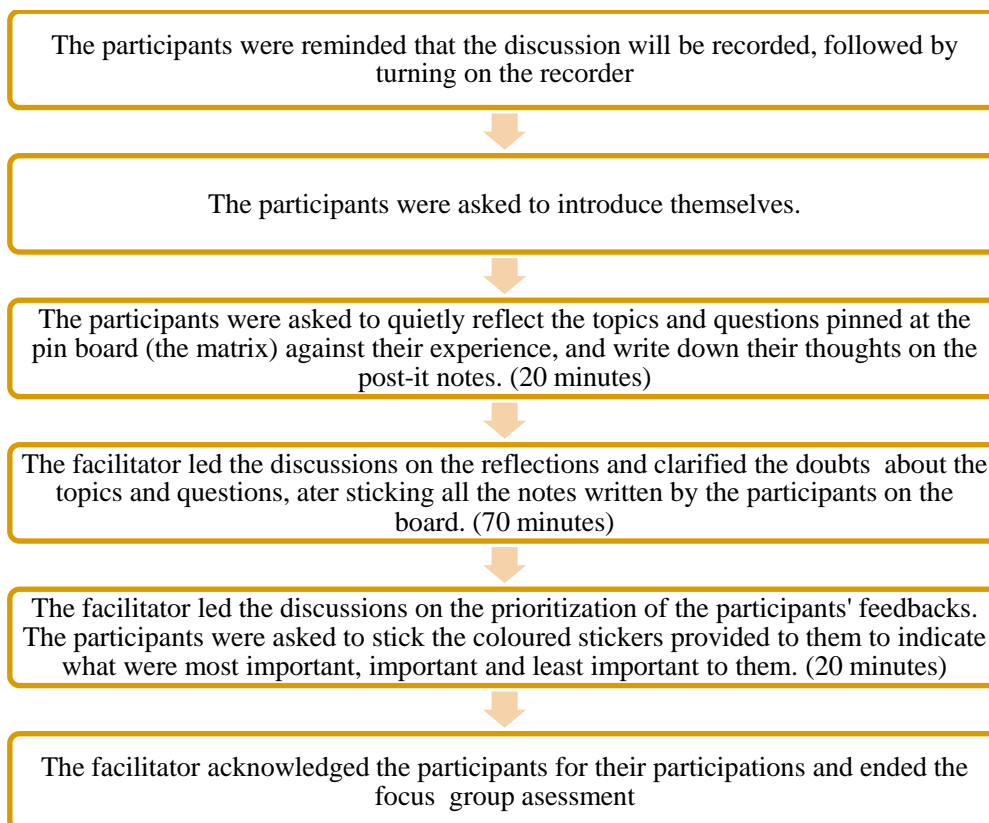 The participants were reminded that the discussion will be recorded, followed by
turning on the recorder
The participants were asked to introduce themselves.
The participants were asked to quietly reflect the topics and questions pinned at the
pin board (the matrix) against their experience, and write down their thoughts on the
post-it notes. (20 minutes)
The facilitator led the discussions on the reflections and clarified the doubts about the
topics and questions, ater sticking all the notes written by the participants on the
board. (70 minutes)
The facilitator led the discussions on the prioritization of the participants' feedbacks.
The participants were asked to stick the coloured stickers provided to them to indicate
what were most important, important and least important to them. (20 minutes)
The facilitator acknowledged the participants for their participations and ended the
focus group asessment